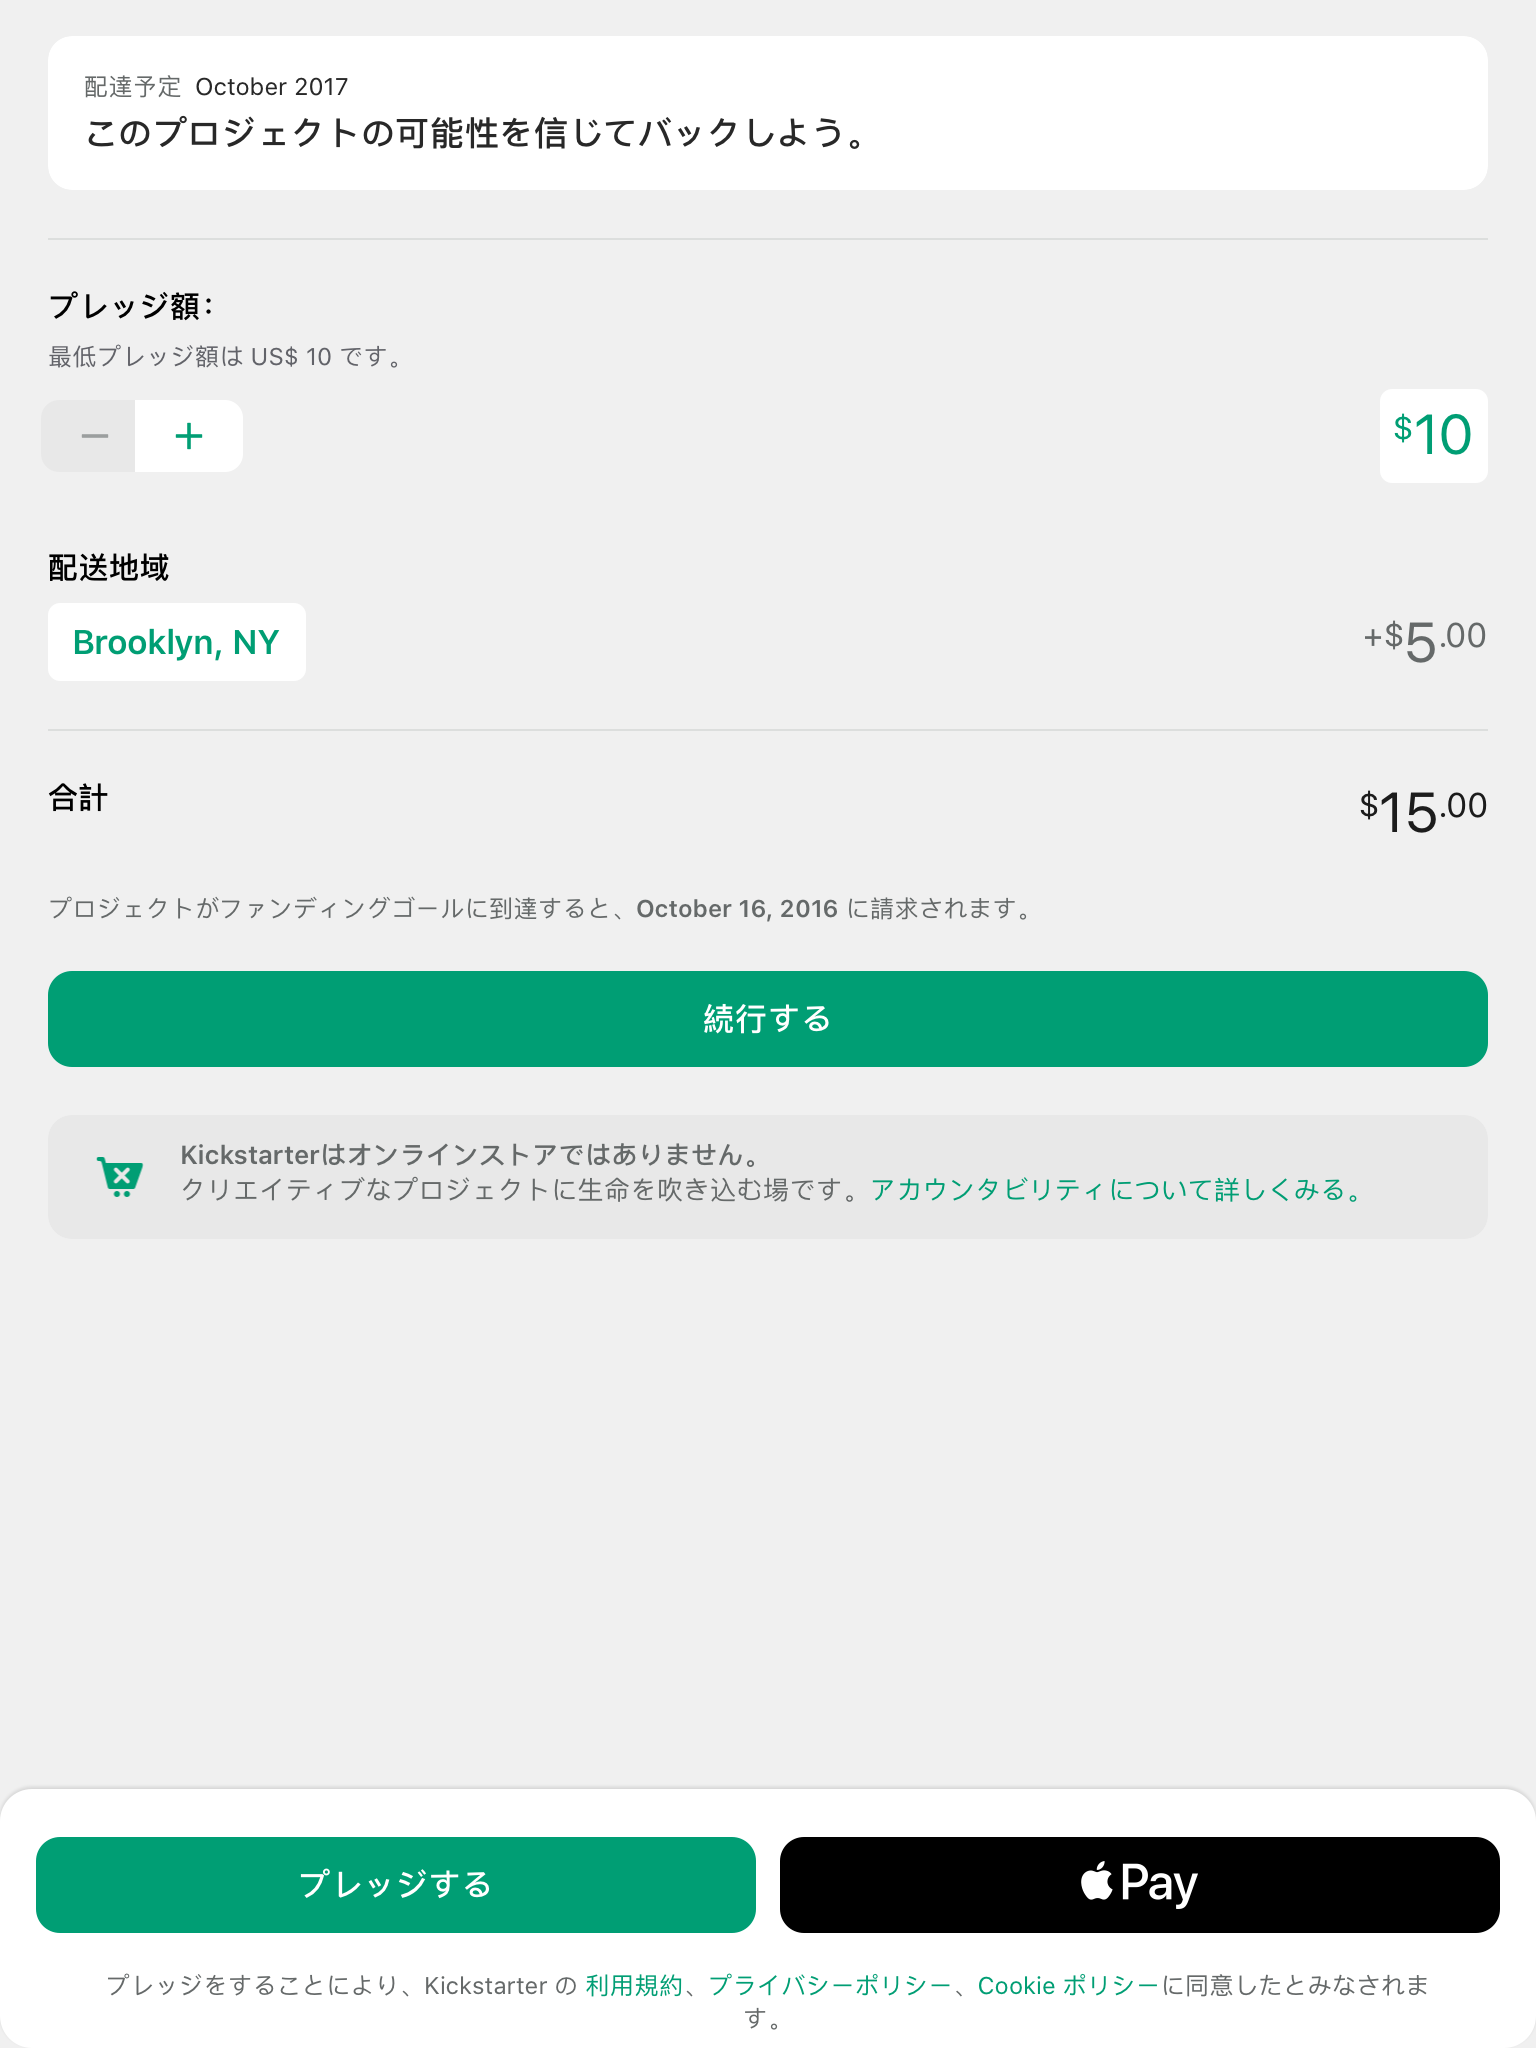 配達予定 October 2017
このプロジェクトの可能性を信じてバックしよう。
プレッジ額：
最低プレッジ額は US$ 10 です。
− +
$10
配送地域
Brooklyn, NY
+$5.00
合計
$15.00
プロジェクトがファンディングゴールに到達すると、October 16, 2016 に請求されます。
続行する
Kickstarterはオンラインストアではありません。
クリエイティブなプロジェクトに生命を吹き込む場です。アカウンタビリティについて詳しくみる。
プレッジする
Pay
プレッジをすることにより、Kickstarter の 利用規約、プライバシーポリシー、Cookie ポリシーに同意したとみなされま
す。